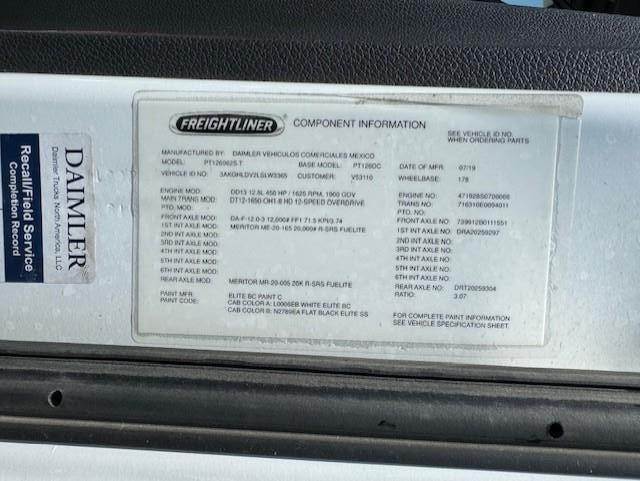 FREIGHTLINER COMPONENT INFORMATION
SEE VEHICLE ID NO.
WHEN ORDERING PARTS
MANUFACTURED BY: DAIMLER VEHICULOS COMERCIALES MEXICO
MODEL: PT126062S-T BASE MODEL: PT126DC DATE OF MFR: 07/19
VEHICLE ID NO: 3AKGHLDV2LSLW3365 CUSTOMER: V53110 WHEELBASE: 178
ENGINE MOD: DD13 12.8L 450 HP / 1625 RPM, 1900 GOV ENGINE NO: 471928S0706666
MAIN TRANS MOD: DT12-1650 OH1-8 HD 12-SPEED OVERDRIVE TRANS NO: 716310E0094011
PTO. MOD: PTO. NO:
FRONT AXLE MOD: DA-F-12.0-3 12,000# FF1 71.5 KPI/3.74 FRONT AXLE NO: 73991200111551
1ST INT AXLE MOD: MERITOR ME-20-165 20,000# R-SRS FUELITE 1ST INT AXLE NO: DRA20259297
2ND INT AXLE MOD: 2ND INT AXLE NO:
3RD INT AXLE MOD: 3RD INT AXLE NO:
4TH INT AXLE MOD: 4TH INT AXLE NO:
5TH INT AXLE MOD: 5TH INT AXLE NO:
6TH INT AXLE MOD: 6TH INT AXLE NO:
REAR AXLE MOD: MERITOR MR-20-005 20K R-SRS FUELITE REAR AXLE NO: DRT20259304
RATIO: 3.07
PAINT MFR: ELITE BC PAINT C
PAINT CODE: CAB COLOR A: L0006EB WHITE ELITE BC
CAB COLOR B: N2789EA FLAT BLACK ELITE SS
FOR COMPLETE PAINT INFORMATION
SEE VEHICLE SPECIFICATION SHEET.
DAIMLER
Daimler Trucks North America, LLC
Recall/Field Service
Completion Record